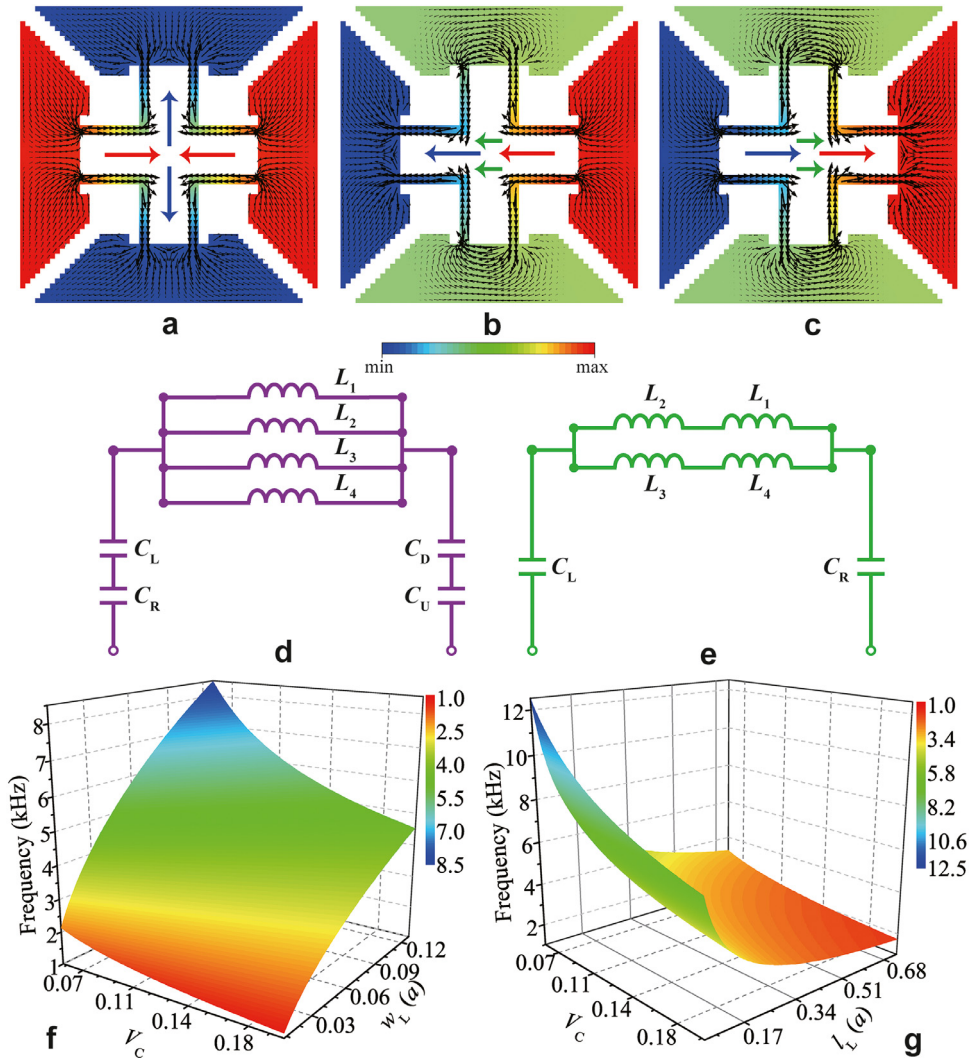 a b c
min max
L1
L2
L3
L4
CL
CR
CD
CU
d
L2 L1
L3 L4
CL
CR
e
Frequency (kHz)
8
7
6
5
4
3
2
1
0.07 0.11 0.14 0.18
VC
0.03 0.06 0.09 0.12
wL (a)
1.0
2.5
4.0
5.5
7.0
8.5
f
Frequency (kHz)
12
10
8
6
4
2
0.07 0.11 0.14 0.18
VC
0.17 0.34 0.51 0.68
lL (a)
1.0
3.4
5.8
8.2
10.6
12.5
g